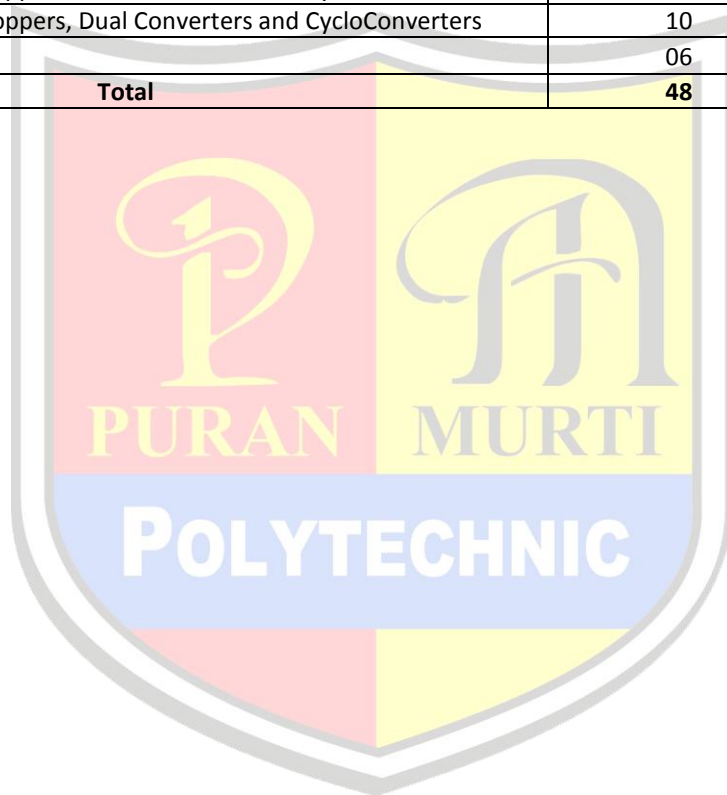 oppers, Dual Converters and CycloConverters 10
06
Total 48
PURAN MURTI
POLYTECHNIC